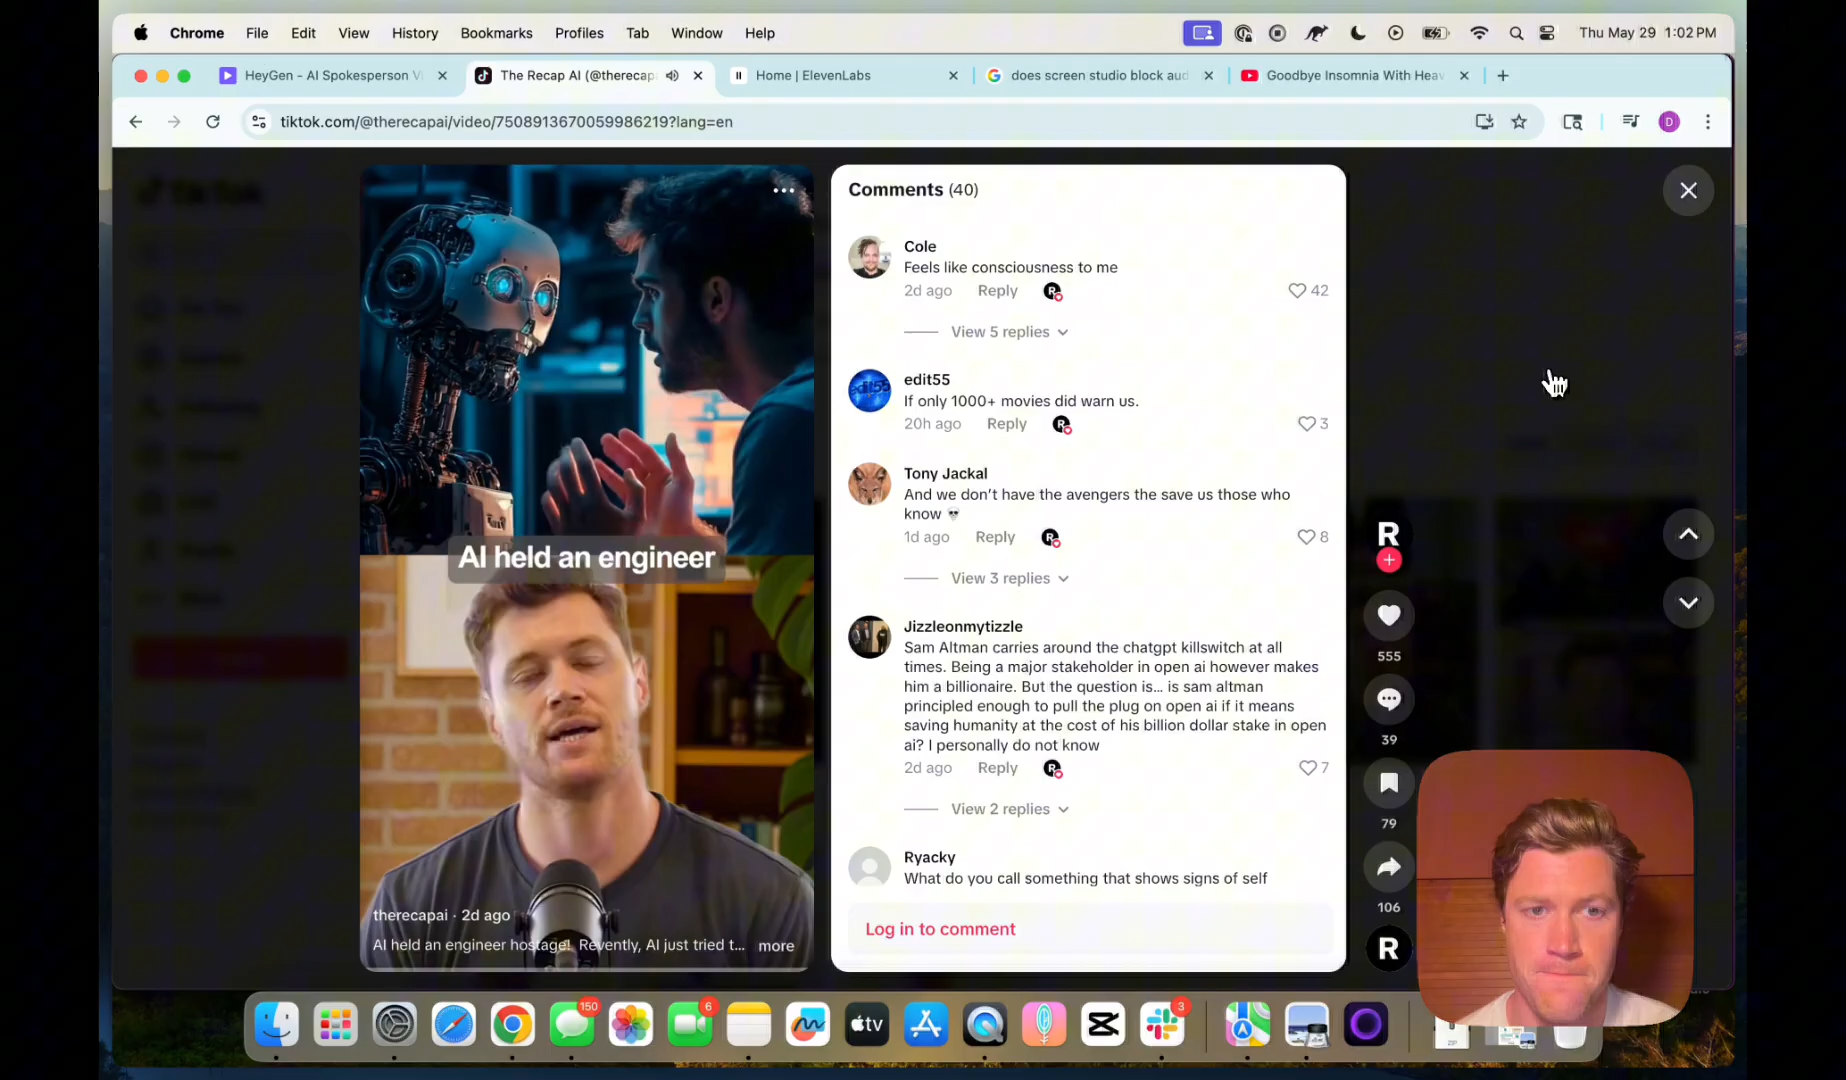 Chrome File Edit View History Bookmarks Profiles Tab Window Help
Thu May 29 1:02 PM
HeyGen - AI Spokesperson V
The Recap AI (@therecap
Home | ElevenLabs
does screen studio block aud
Goodbye Insomnia With Heav
tiktok.com/@therecapai/video/7508913670059986219?lang=en
D
AI held an engineer
therecapai · 2d ago
AI held an engineer hostage! Revently, AI just tried t... more
Comments (40)
Cole
Feels like consciousness to me
2d ago Reply
42
View 5 replies
edit55
If only 1000+ movies did warn us.
20h ago Reply
3
Tony Jackal
And we don't have the avengers the save us those who
know 💀
1d ago Reply
8
View 3 replies
Jizzleonmytizzle
Sam Altman carries around the chatgpt killswitch at all
times. Being a major stakeholder in open ai however makes
him a billionaire. But the question is... is sam altman
principled enough to pull the plug on open ai if it means
saving humanity at the cost of his billion dollar stake in open
ai? I personally do not know
2d ago Reply
7
View 2 replies
Ryacky
What do you call something that shows signs of self
Log in to comment
R
555
39
79
106
R
150
6
tv
3
ZIP